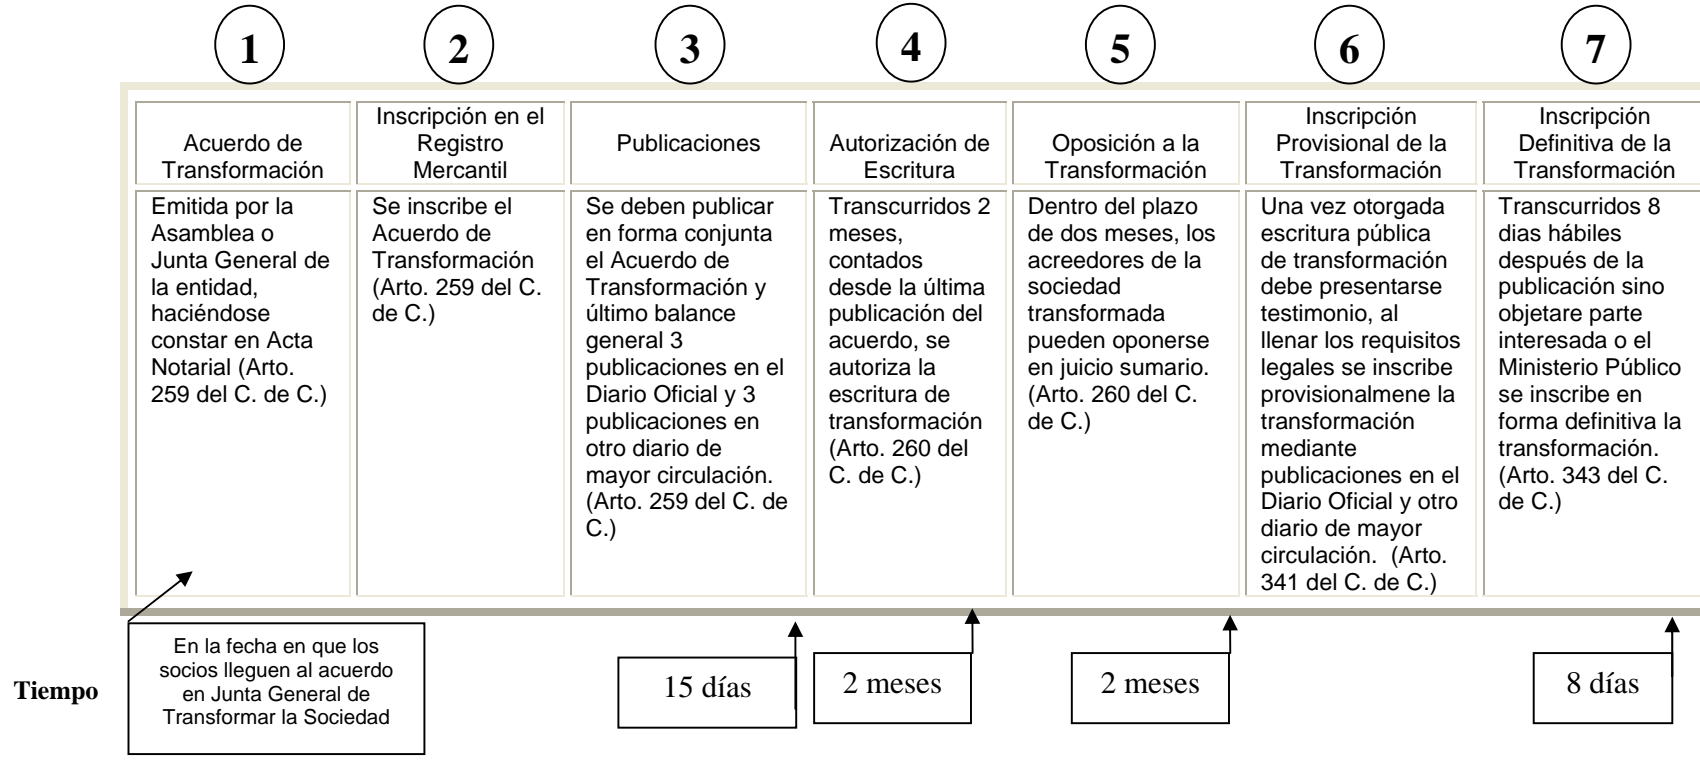 1
2
3
4
5
6
7
Acuerdo de
Transformación
Inscripción en el
Registro
Mercantil
Publicaciones
Autorización de
Escritura
Oposición a la
Transformación
Inscripción
Provisional de la
Transformación
Inscripción
Definitiva de la
Transformación
Emitida por la
Asamblea o
Junta General de
la entidad,
haciéndose
constar en Acta
Notarial (Arto.
259 del C. de C.)
Se inscribe el
Acuerdo de
Transformación
(Arto. 259 del C.
de C.)
Se deben publicar
en forma conjunta
el Acuerdo de
Transformación y
último balance
general 3
publicaciones en el
Diario Oficial y 3
publicaciones en
otro diario de
mayor circulación.
(Arto. 259 del C. de
C.)
Transcurridos 2
meses,
contados
desde la última
publicación del
acuerdo, se
autoriza la
escritura de
transformación
(Arto. 260 del
C. de C.)
Dentro del plazo
de dos meses, los
acreedores de la
sociedad
transformada
pueden oponerse
en juicio sumario.
(Arto. 260 del C.
de C.)
Una vez otorgada
escritura pública
de transformación
debe presentarse
testimonio, al
llenar los requisitos
legales se inscribe
provisionalmene la
transformación
mediante
publicaciones en el
Diario Oficial y otro
diario de mayor
circulación. (Arto.
341 del C. de C.)
Transcurridos 8
dias hábiles
después de la
publicación sino
objetare parte
interesada o el
Ministerio Público
se inscribe en
forma definitiva la
transformación.
(Arto. 343 del C.
de C.)
Tiempo
En la fecha en que los
socios lleguen al acuerdo
en Junta General de
Transformar la Sociedad
15 días
2 meses
2 meses
8 días